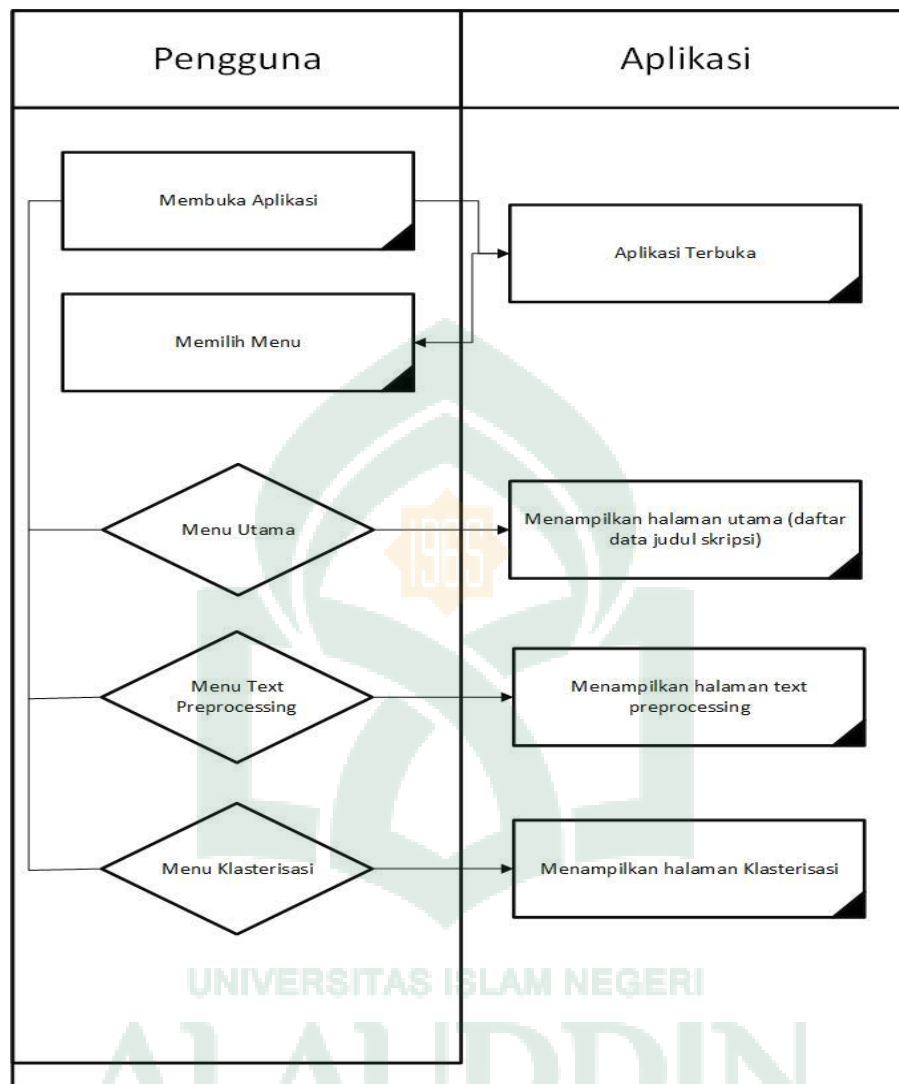 Pengguna
Aplikasi
Membuka Aplikasi
Aplikasi Terbuka
Memilih Menu
Menu Utama
Menampilkan halaman utama (daftar
data judul skripsi)
Menu Text
Preprocessing
Menampilkan halaman text
preprocessing
Menu Klasterisasi
Menampilkan halaman Klasterisasi
1965
UNIVERSITAS ISLAM NEGERI
ALAUDDIN